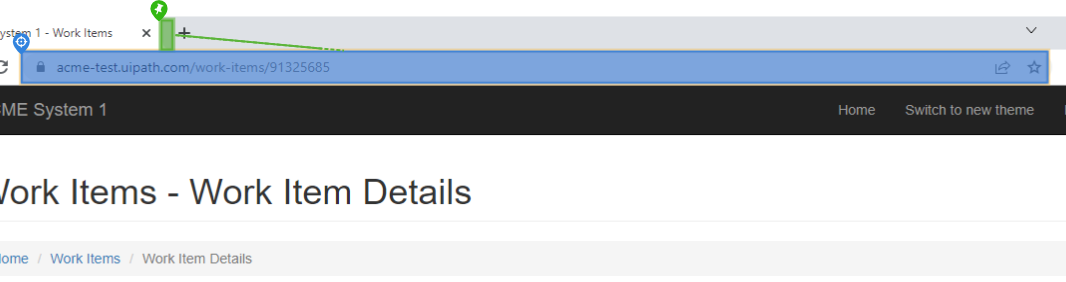 ystem 1 - Work Items
acme-test.uipath.com/work-items/91325685
ME System 1 Home Switch to new theme
Work Items - Work Item Details
ome / Work Items / Work Item Details